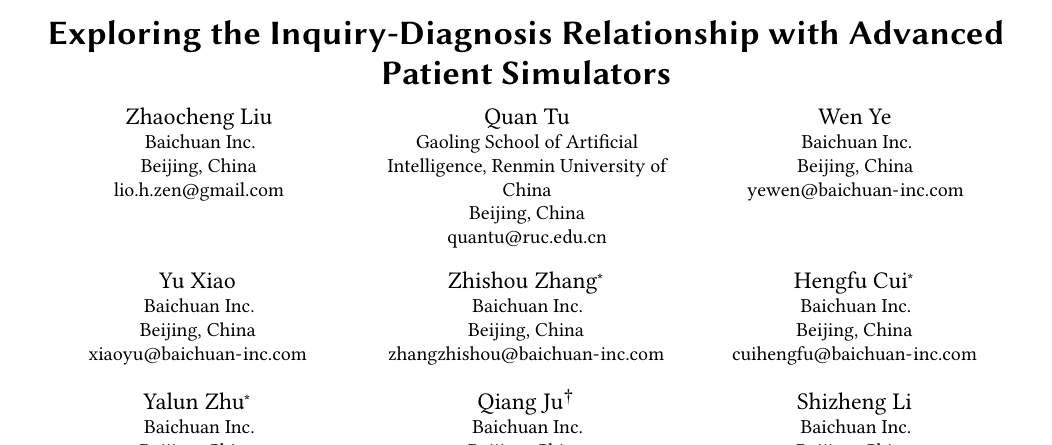 Exploring the Inquiry-Diagnosis Relationship with Advanced
Patient Simulators
Zhaocheng Liu
Baichuan Inc.
Beijing, China
lio.h.zen@gmail.com
Quan Tu
Gaoling School of Artificial
Intelligence, Renmin University of
China
Beijing, China
quantu@ruc.edu.cn
Wen Ye
Baichuan Inc.
Beijing, China
yewen@baichuan-inc.com
Yu Xiao
Baichuan Inc.
Beijing, China
xiaoyu@baichuan-inc.com
Zhishou Zhang*
Baichuan Inc.
Beijing, China
zhangzhishou@baichuan-inc.com
Hengfu Cui*
Baichuan Inc.
Beijing, China
cuihengfu@baichuan-inc.com
Yalun Zhu*
Baichuan Inc.
Qiang Ju†
Baichuan Inc.
Shizheng Li
Baichuan Inc.